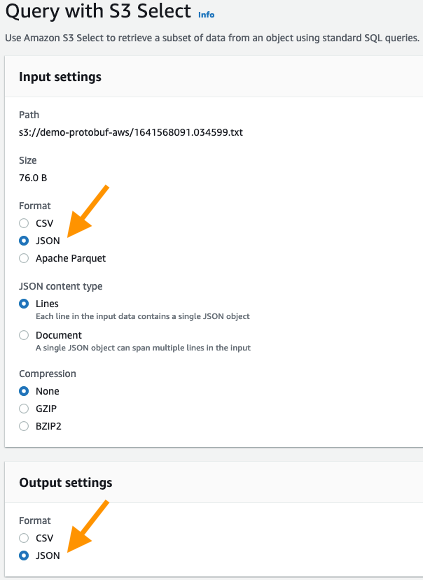 Query with S3 Select Info
Use Amazon S3 Select to retrieve a subset of data from an object using standard SQL queries.
Input settings
Path
s3://demo-protobuf-aws/1641568091.034599.txt
Size
76.0 B
Format
CSV
JSON
Apache Parquet
JSON content type
Lines
Each line in the input data contains a single JSON object
Document
A single JSON object can span multiple lines in the input
Compression
None
GZIP
BZIP2
Output settings
Format
CSV
JSON